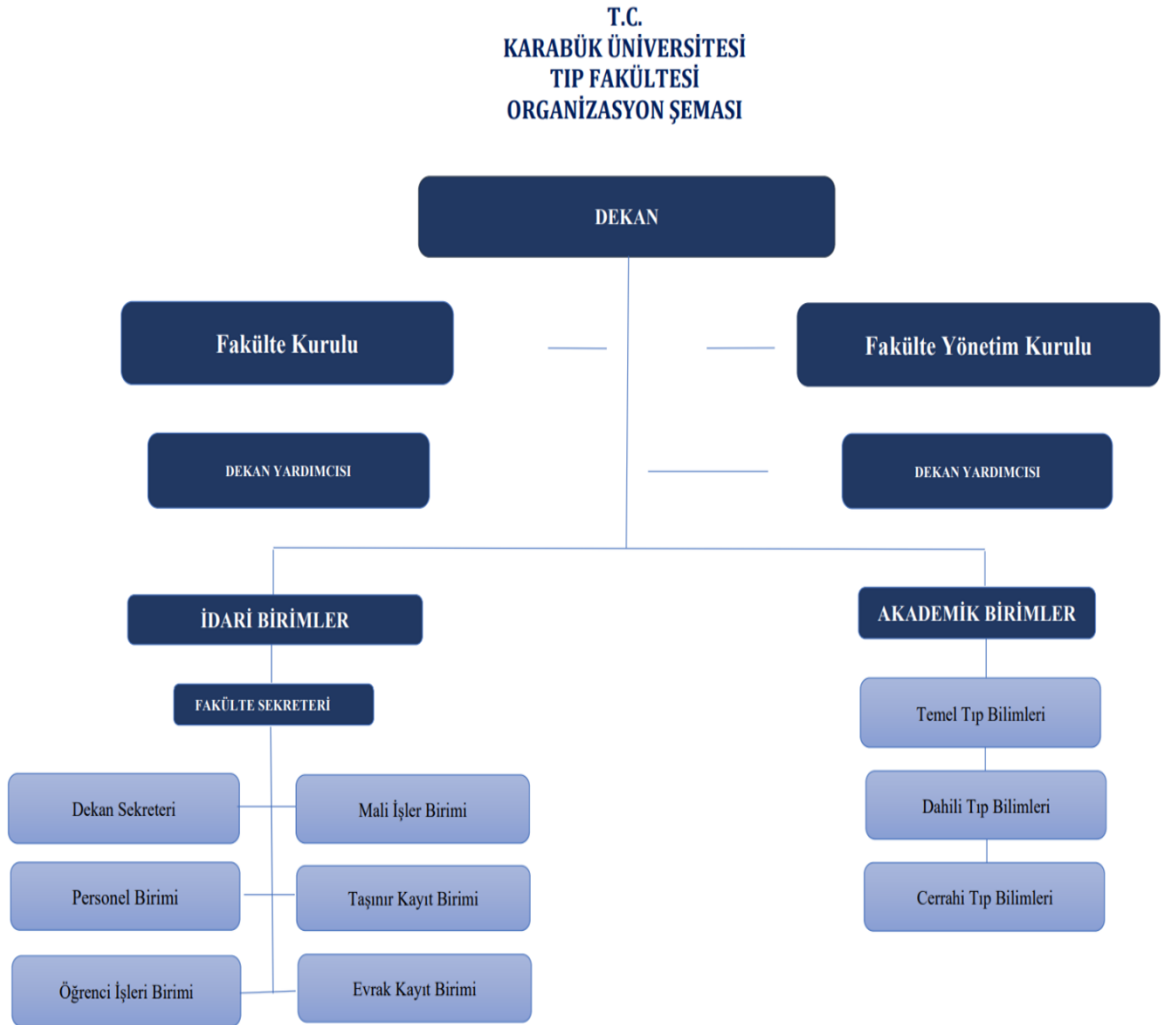 T.C.
KARABÜK ÜNİVERSİTESİ
TIP FAKÜLTESİ
ORGANİZASYON ŞEMASI
DEKAN
Fakülte Kurulu
Fakülte Yönetim Kurulu
DEKAN YARDIMCISI
DEKAN YARDIMCISI
İDARİ BİRİMLER
AKADEMİK BİRİMLER
FAKÜLTE SEKRETERİ
Temel Tıp Bilimleri
Dekan Sekreteri
Mali İşler Birimi
Dahili Tıp Bilimleri
Personel Birimi
Taşınır Kayıt Birimi
Cerrahi Tıp Bilimleri
Öğrenci İşleri Birimi
Evrak Kayıt Birimi